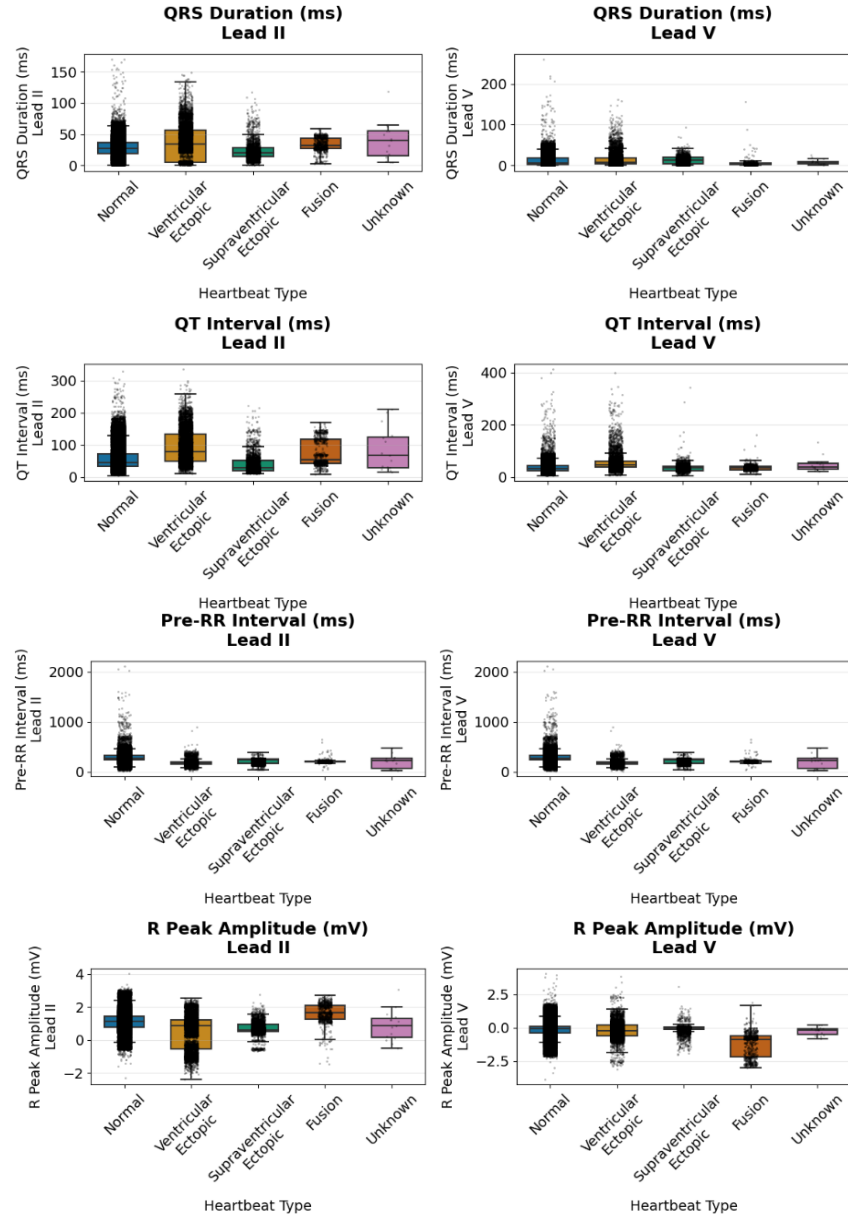 QRS Duration (ms)
Lead II
QRS Duration (ms)
Lead II
150
100
50
0
Normal
Ventricular
Ectopic
Supraventricular
Ectopic
Fusion
Unknown
Heartbeat Type
QRS Duration (ms)
Lead V
QRS Duration (ms)
Lead V
200
100
0
Normal
Ventricular
Ectopic
Supraventricular
Ectopic
Fusion
Unknown
Heartbeat Type
QT Interval (ms)
Lead II
QT Interval (ms)
Lead II
300
200
100
0
Normal
Ventricular
Ectopic
Supraventricular
Ectopic
Fusion
Unknown
Heartbeat Type
QT Interval (ms)
Lead V
QT Interval (ms)
Lead V
400
200
0
Normal
Ventricular
Ectopic
Supraventricular
Ectopic
Fusion
Unknown
Heartbeat Type
Pre-RR Interval (ms)
Lead II
Pre-RR Interval (ms)
Lead II
2000
1000
0
Normal
Ventricular
Ectopic
Supraventricular
Ectopic
Fusion
Unknown
Heartbeat Type
Pre-RR Interval (ms)
Lead V
Pre-RR Interval (ms)
Lead V
2000
1000
0
Normal
Ventricular
Ectopic
Supraventricular
Ectopic
Fusion
Unknown
Heartbeat Type
R Peak Amplitude (mV)
Lead II
R Peak Amplitude (mV)
Lead II
4
2
0
−2
Normal
Ventricular
Ectopic
Supraventricular
Ectopic
Fusion
Unknown
Heartbeat Type
R Peak Amplitude (mV)
Lead V
R Peak Amplitude (mV)
Lead V
2.5
0.0
−2.5
Normal
Ventricular
Ectopic
Supraventricular
Ectopic
Fusion
Unknown
Heartbeat Type